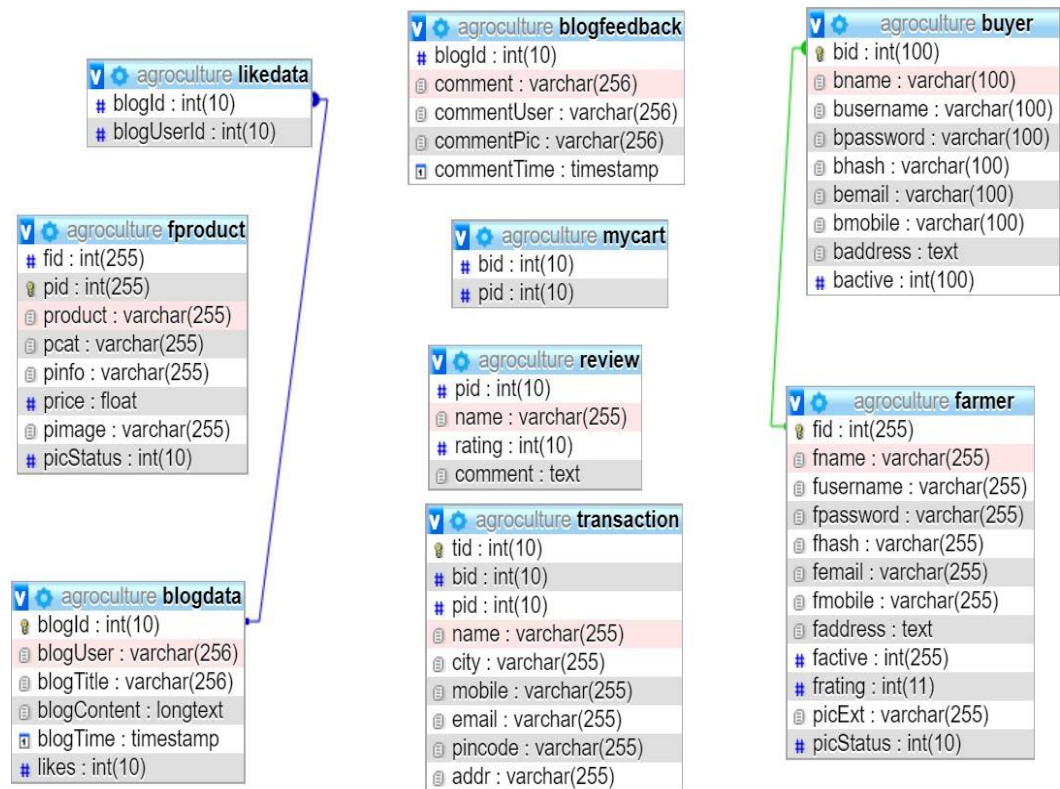 agroculture likedata
blogId : int(10)
blogUserId : int(10)
agroculture fproduct
fid : int(255)
pid : int(255)
product : varchar(255)
pcat : varchar(255)
pinfo : varchar(255)
price : float
pimage : varchar(255)
picStatus : int(10)
agroculture blogdata
blogId : int(10)
blogUser : varchar(256)
blogTitle : varchar(256)
blogContent : longtext
blogTime : timestamp
likes : int(10)
agroculture blogfeedback
blogId : int(10)
comment : varchar(256)
commentUser : varchar(256)
commentPic : varchar(256)
commentTime : timestamp
agroculture mycart
bid : int(10)
pid : int(10)
agroculture review
pid : int(10)
name : varchar(255)
rating : int(10)
comment : text
agroculture transaction
tid : int(10)
bid : int(10)
pid : int(10)
name : varchar(255)
city : varchar(255)
mobile : varchar(255)
email : varchar(255)
pincode : varchar(255)
addr : varchar(255)
agroculture buyer
bid : int(100)
bname : varchar(100)
busername : varchar(100)
bpassword : varchar(100)
bhash : varchar(100)
bemail : varchar(100)
bmobile : varchar(100)
baddress : text
bactive : int(100)
agroculture farmer
fid : int(255)
fname : varchar(255)
fusername : varchar(255)
fpassword : varchar(255)
fhash : varchar(255)
femail : varchar(255)
fmobile : varchar(255)
faddress : text
factive : int(255)
frating : int(11)
picExt : varchar(255)
picStatus : int(10)